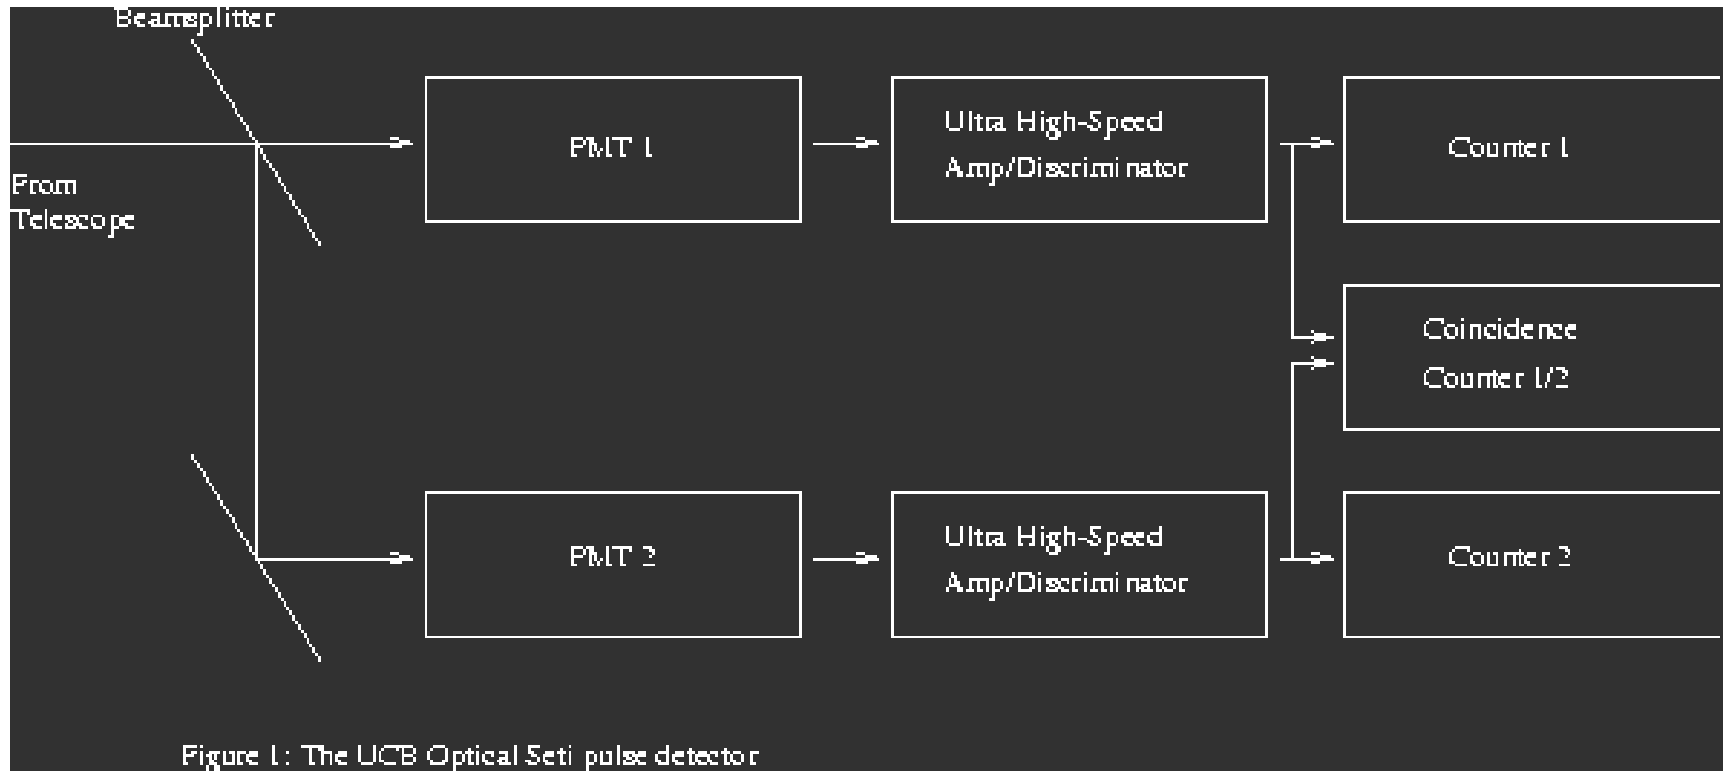 Beamsplitter
From
Telescope
PMT 1
Ultra High-Speed
Amp/Discriminator
Counter 1
Coincidence
Counter 1/2
PMT 2
Ultra High-Speed
Amp/Discriminator
Counter 2
Figure 1: The UCB Optical Seti pulse detector